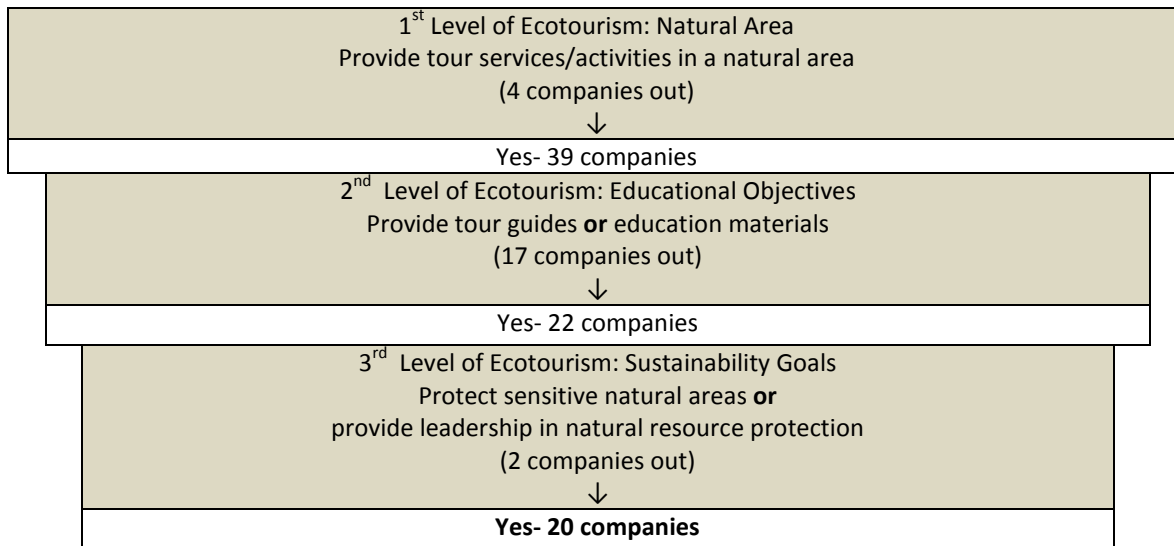 1st Level of Ecotourism: Natural Area
Provide tour services/activities in a natural area
(4 companies out)
↓
Yes- 39 companies
2nd Level of Ecotourism: Educational Objectives
Provide tour guides or education materials
(17 companies out)
↓
Yes- 22 companies
3rd Level of Ecotourism: Sustainability Goals
Protect sensitive natural areas or
provide leadership in natural resource protection
(2 companies out)
↓
Yes- 20 companies